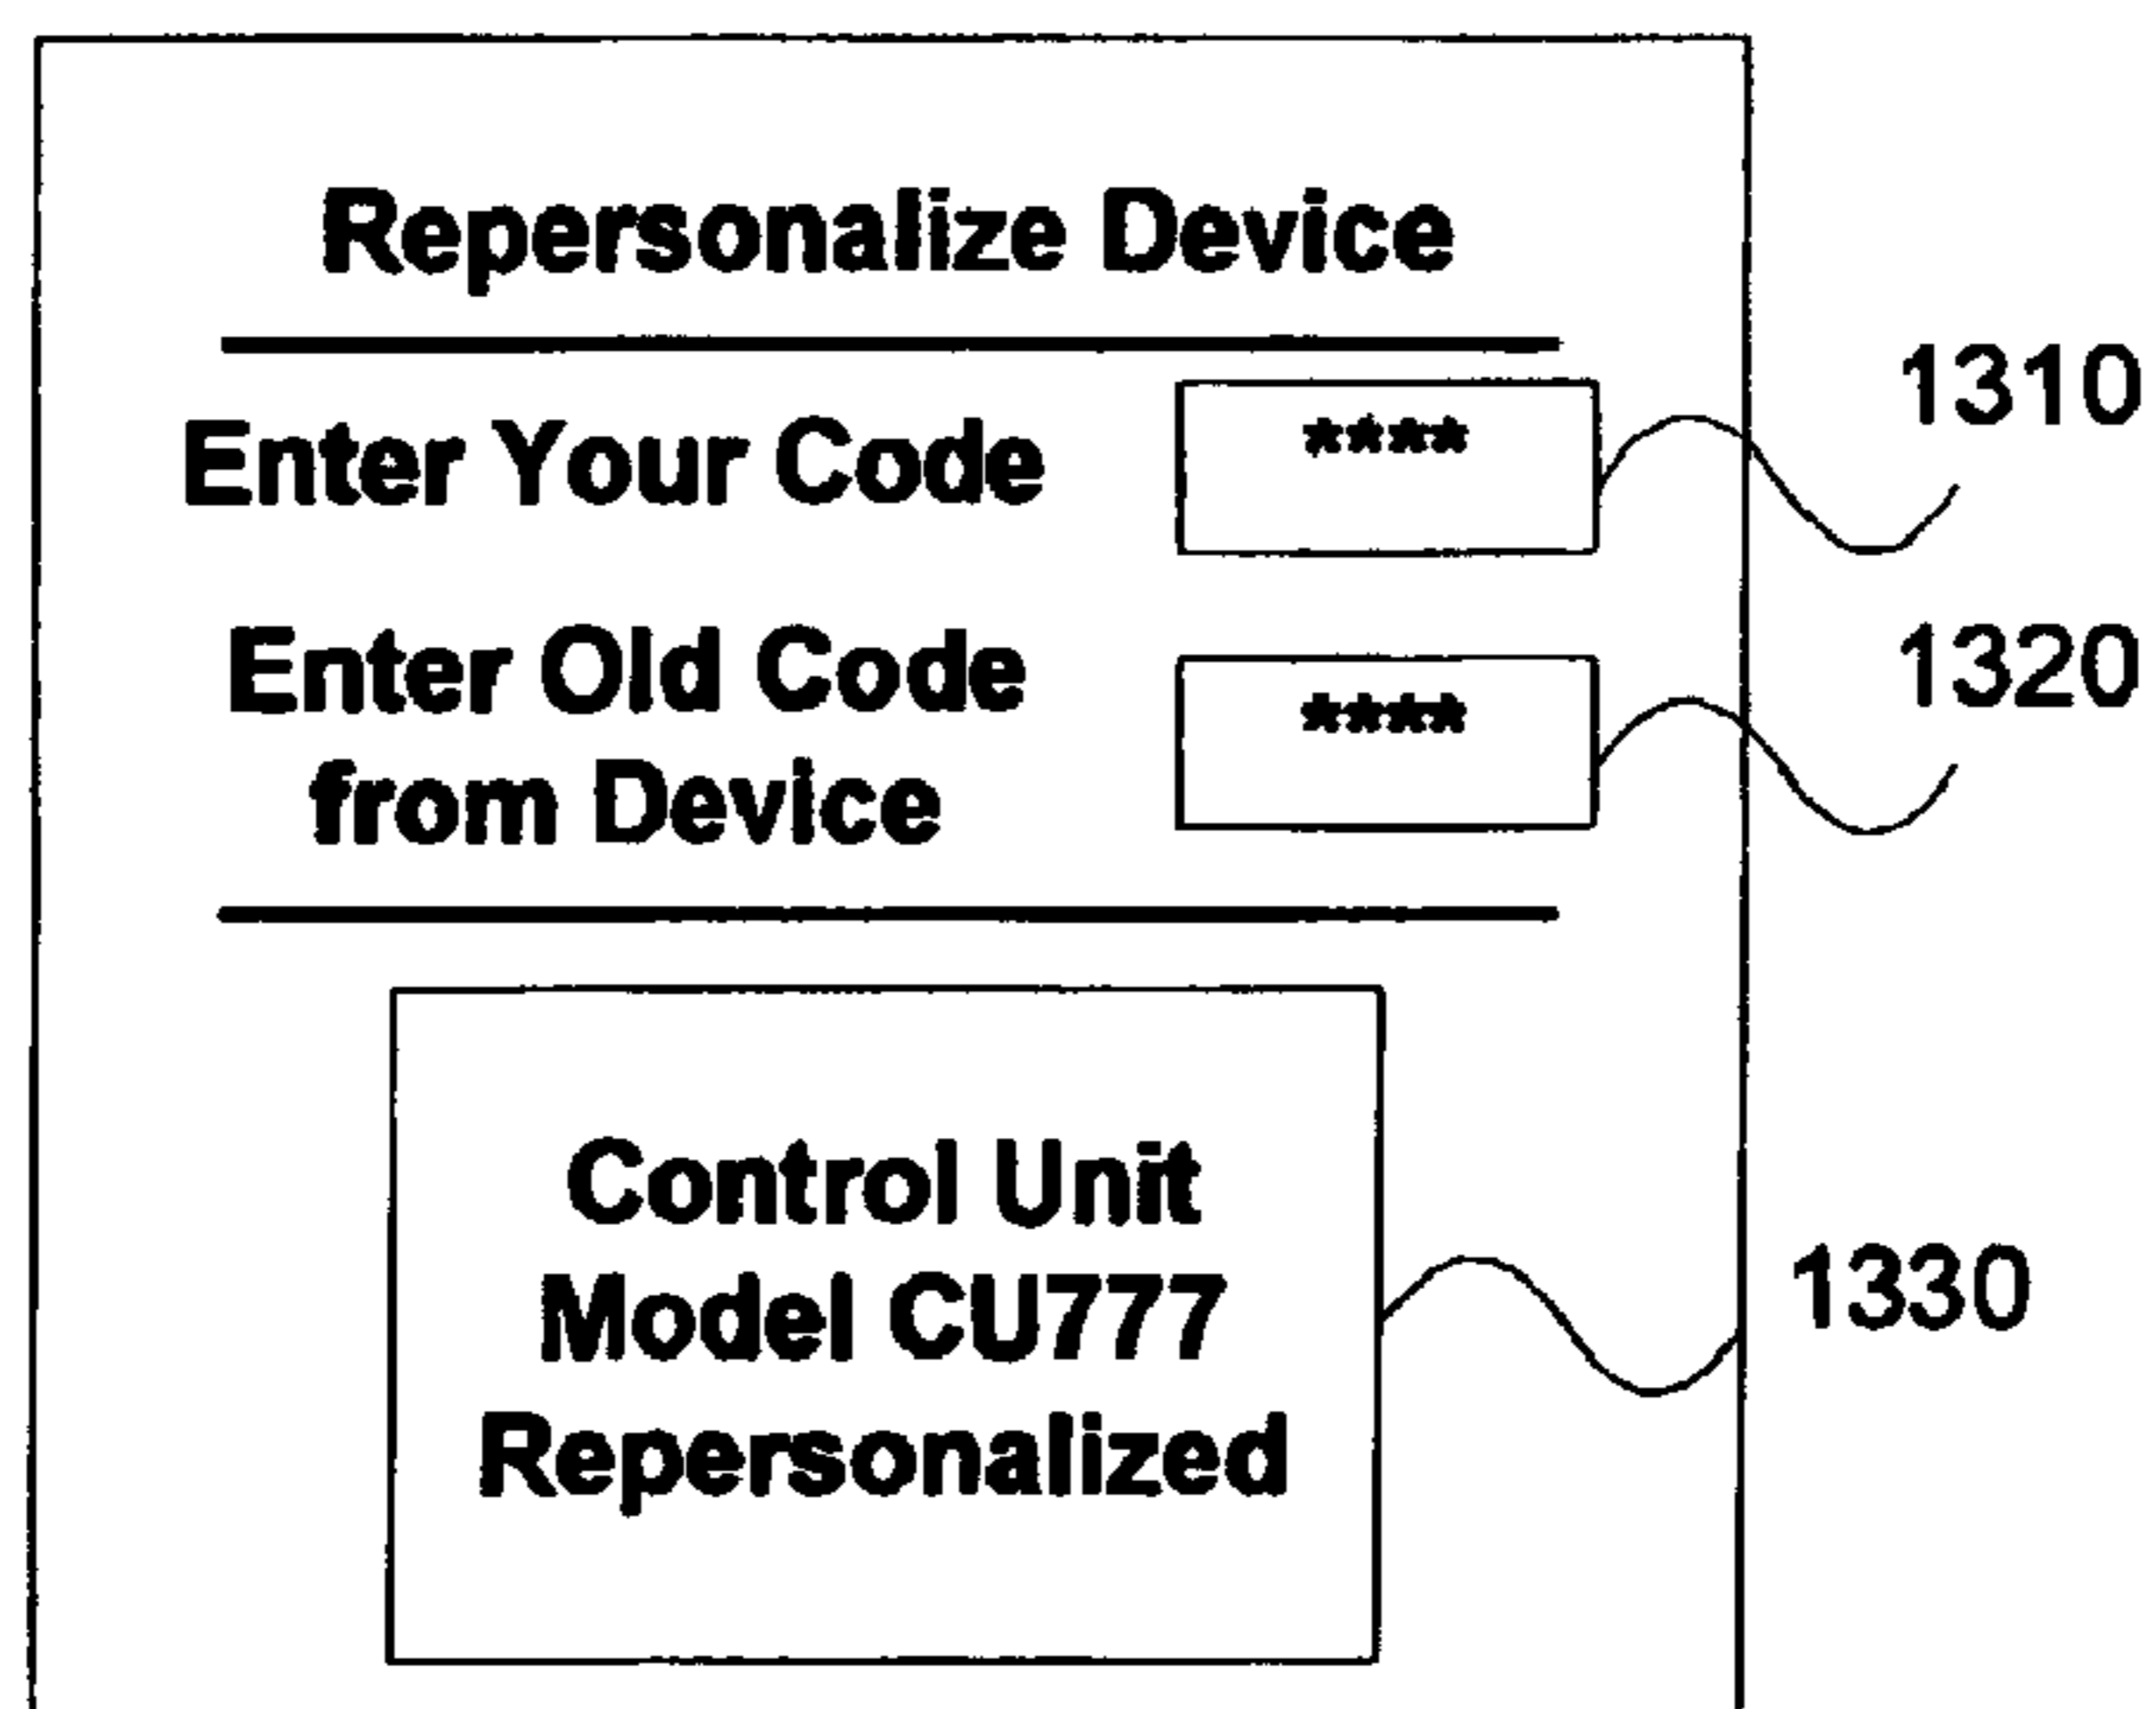 Repersonalize Device
Enter Your Code **** 1310
Enter Old Code
from Device **** 1320
Control Unit
Model CU777
Repersonalized
1330